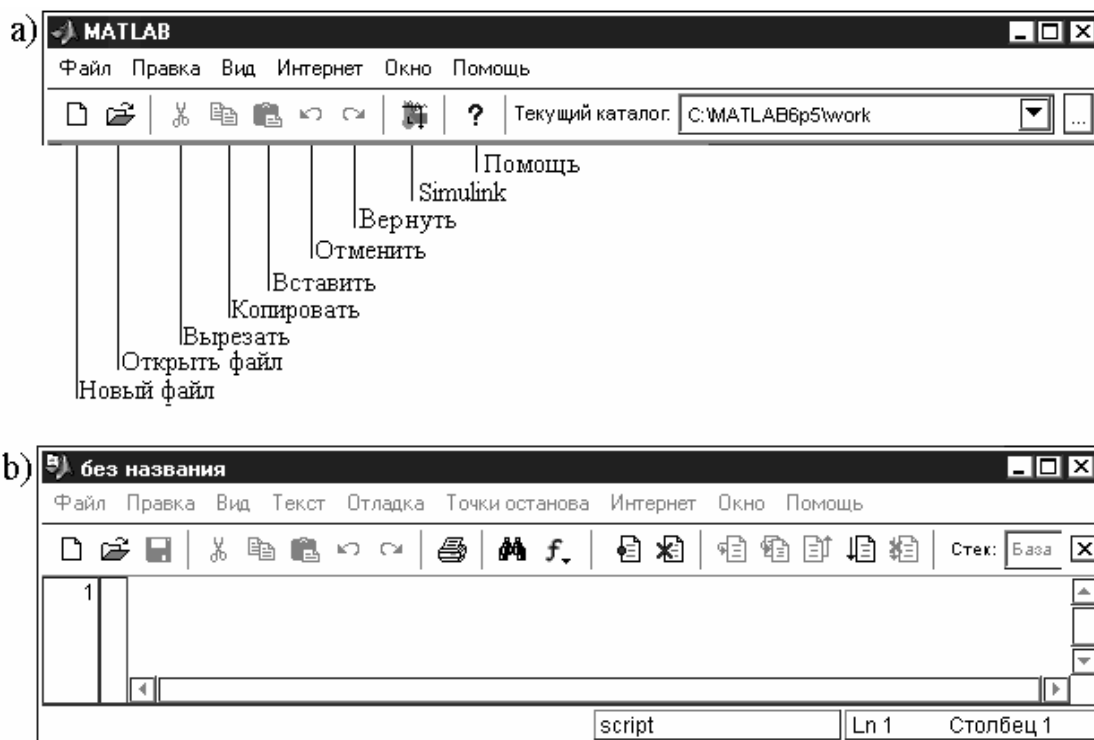 a)
MATLAB
Файл Правка Вид Интернет Окно Помощь
? Текущий каталог: C:\MATLAB6p5\work ...
Помощь
Simulink
Вернуть
Отменить
Вставить
Копировать
Вырезать
Открыть файл
Новый файл
b)
без названия
Файл Правка Вид Текст Отладка Точки останова Интернет Окно Помощь
f Стек: База
1
script Ln 1 Столбец 1